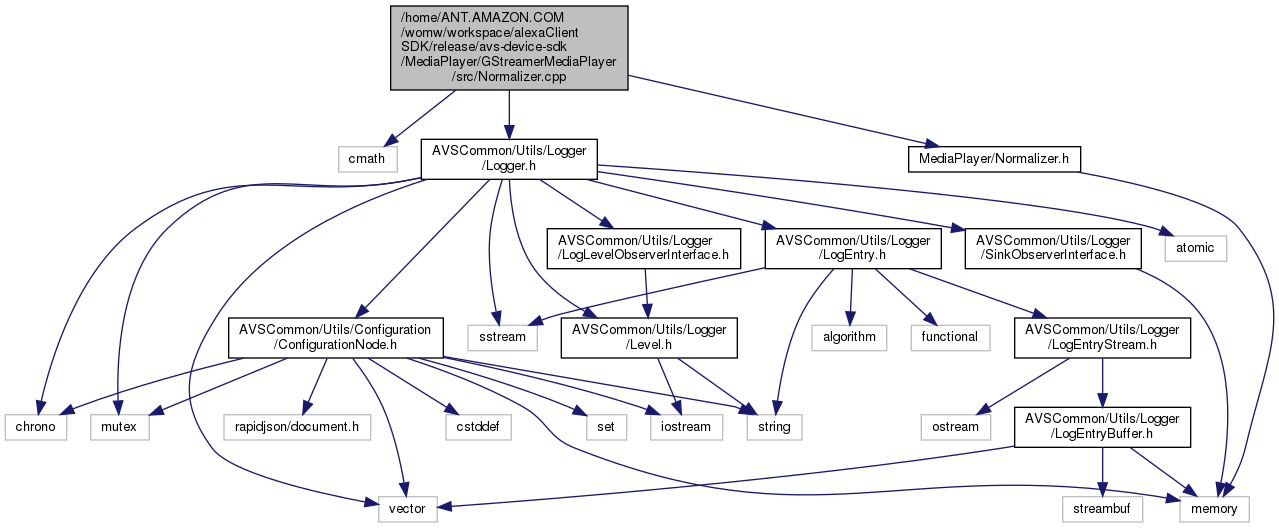 /home/ANT.AMAZON.COM
/womw/workspace/alexaClient
SDK/release/avs-device-sdk
/MediaPlayer/GStreamerMediaPlayer
/src/Normalizer.cpp
cmath
AVSCommon/Utils/Logger
/Logger.h
MediaPlayer/Normalizer.h
AVSCommon/Utils/Logger
/LogLevelObserverInterface.h
AVSCommon/Utils/Logger
/LogEntry.h
AVSCommon/Utils/Logger
/SinkObserverInterface.h
atomic
AVSCommon/Utils/Configuration
/ConfigurationNode.h
sstream
AVSCommon/Utils/Logger
/Level.h
algorithm
functional
AVSCommon/Utils/Logger
/LogEntryStream.h
chrono
mutex
rapidjson/document.h
cstddef
set
iostream
string
ostream
AVSCommon/Utils/Logger
/LogEntryBuffer.h
vector
streambuf
memory